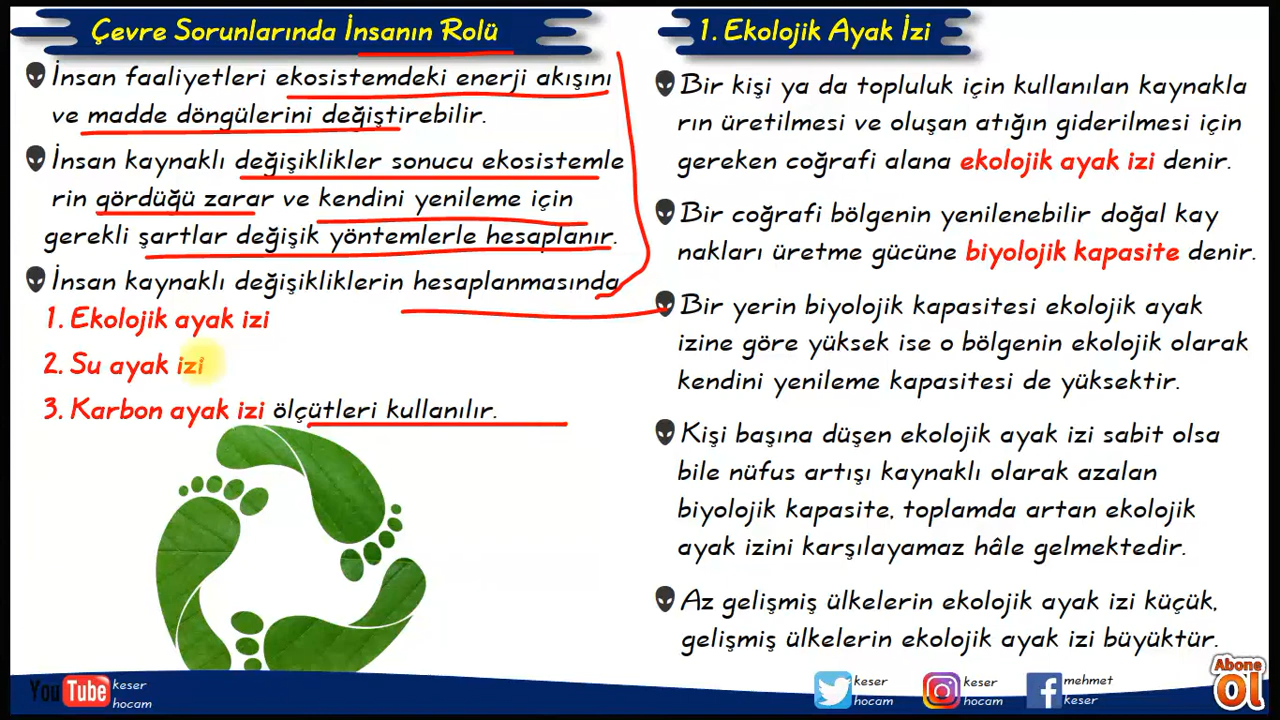 Çevre Sorunlarında İnsanın Rolü
İnsan faaliyetleri ekosistemdeki enerji akışını
ve madde döngülerini değiştirebilir.
İnsan kaynaklı değişiklikler sonucu ekosistemle
rin gördüğü zarar ve kendini yenileme için
gerekli şartlar değişik yöntemlerle hesaplanır.
İnsan kaynaklı değişikliklerin hesaplanmasında
1. Ekolojik ayak izi
2. Su ayak izi
3. Karbon ayak izi ölçütleri kullanılır.
1. Ekolojik Ayak İzi
Bir kişi ya da topluluk için kullanılan kaynakla
rın üretilmesi ve oluşan atığın giderilmesi için
gereken coğrafi alana ekolojik ayak izi denir.
Bir coğrafi bölgenin yenilenebilir doğal kay
nakları üretme gücüne biyolojik kapasite denir.
Bir yerin biyolojik kapasitesi ekolojik ayak
izine göre yüksek ise o bölgenin ekolojik olarak
kendini yenileme kapasitesi de yüksektir.
Kişi başına düşen ekolojik ayak izi sabit olsa
bile nüfus artışı kaynaklı olarak azalan
biyolojik kapasite, toplamda artan ekolojik
ayak izini karşılayamaz hâle gelmektedir.
Az gelişmiş ülkelerin ekolojik ayak izi küçük,
gelişmiş ülkelerin ekolojik ayak izi büyüktür.
YouTube keser
hocam
keser
hocam
keser
hocam
mehmet
keser
Abone
Ol